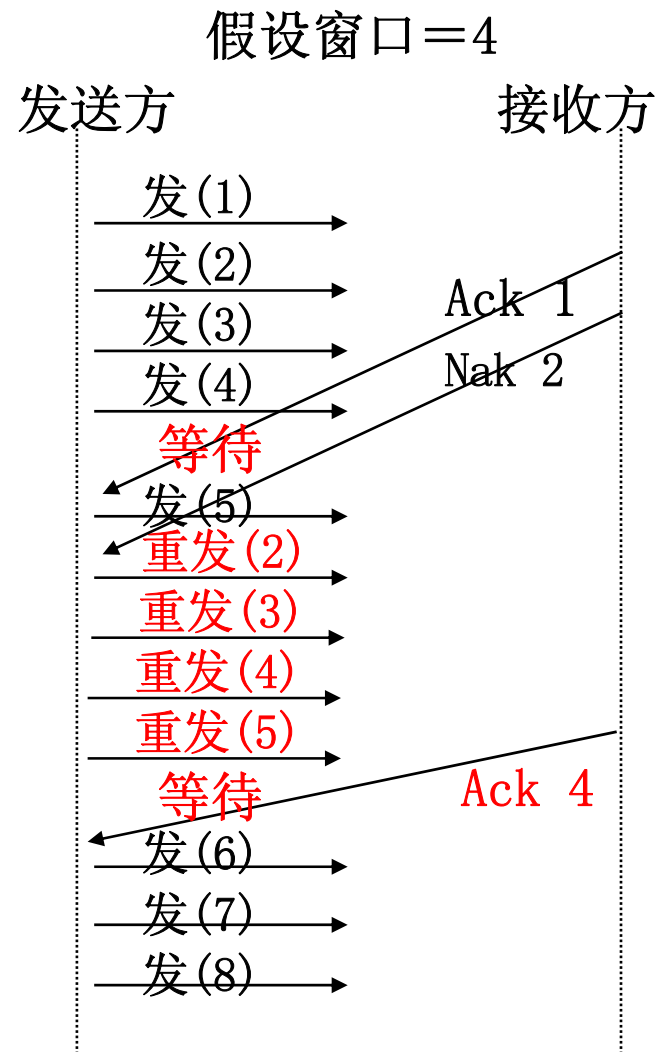 假设窗口＝4
发送方
接收方
发(1)
发(2)
Ack 1
发(3)
Nak 2
发(4)
等待
发(5)
重发(2)
重发(3)
重发(4)
重发(5)
等待
Ack 4
发(6)
发(7)
发(8)